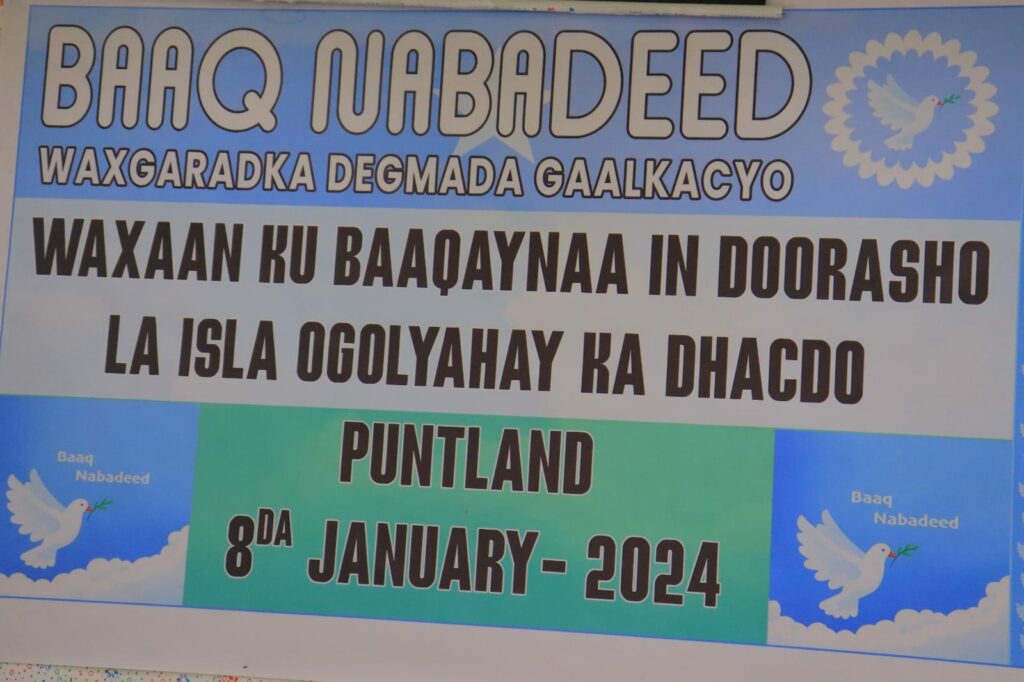 BAAQ NABADEED
WAXGARADKA DEGMADA GAALKACYO
WAXAAN KU BAAQAYNAA IN DOORASHO
LA ISLA OGOLYAHAY KA DHACDO
PUNTLAND
8DA JANUARY- 2024
Baaq
Nabadeed
Baaq
Nabadeed